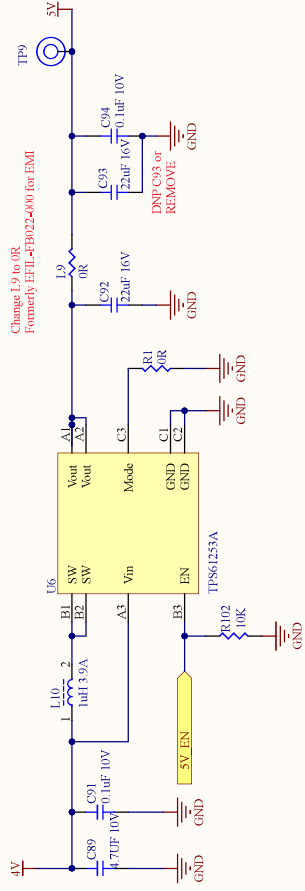 4V
C89
4.7UF 10V
GND
C91
0.1uF 10V
GND
L10
1
2
1uH 3.9A
5V_EN
R102
10K
GND
U6
B1
B2
A3
B3
SW
SW
Vin
EN
Vout
Vout
Mode
GND
GND
A1
A2
C3
C1
C2
TPS61253A
GND
R1
0R
GND
C92
22uF 16V
GND
Change L9 to 0R
Formerly EFIL-FB022-000 for EMI
L9
0R
C93
22uF 16V
C94
0.1uF 10V
GND
DNP C93 or
REMOVE
TP9
5V